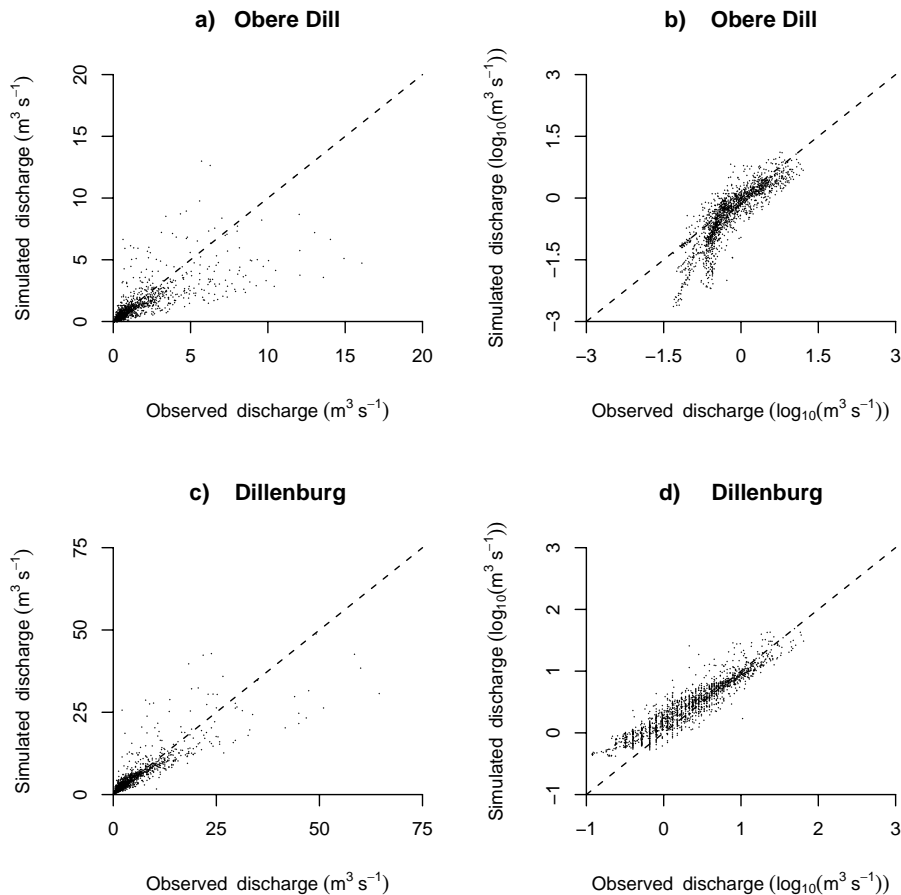 a) Obere Dill
Simulated discharge (m³ s⁻¹)
20
15
10
5
0
0 5 10 15 20
Observed discharge (m³ s⁻¹)
b) Obere Dill
Simulated discharge (log₁₀(m³ s⁻¹))
3
1.5
0
−1.5
−3
−3 −1.5 0 1.5 3
Observed discharge (log₁₀(m³ s⁻¹))
c) Dillenburg
Simulated discharge (m³ s⁻¹)
75
50
25
0
0 25 50 75
Observed discharge (m³ s⁻¹)
d) Dillenburg
Simulated discharge (log₁₀(m³ s⁻¹))
3
2
1
0
−1
−1 0 1 2 3
Observed discharge (log₁₀(m³ s⁻¹))